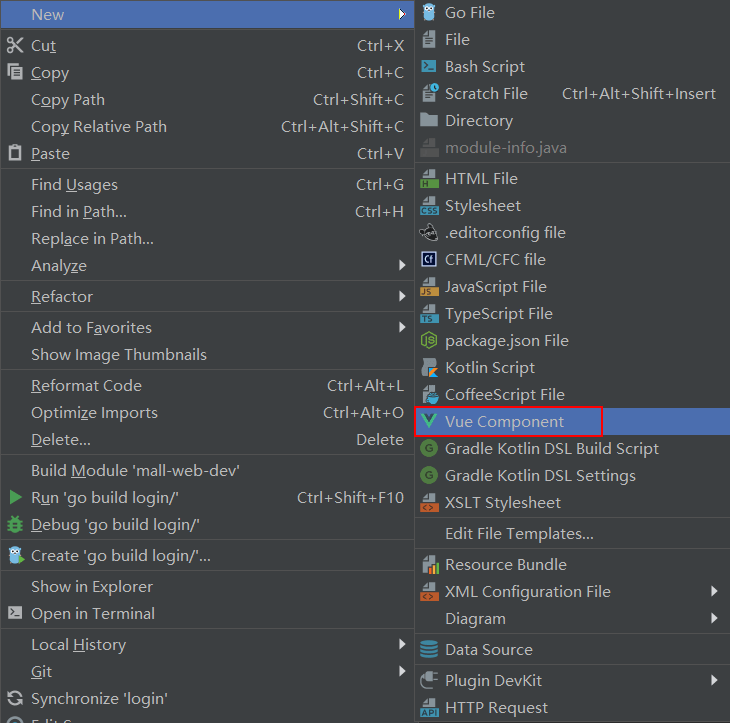 New
Cut Ctrl+X
Copy Ctrl+C
Copy Path Ctrl+Shift+C
Copy Relative Path Ctrl+Alt+Shift+C
Paste Ctrl+V
Find Usages Ctrl+G
Find in Path... Ctrl+H
Replace in Path...
Analyze
Refactor
Add to Favorites
Show Image Thumbnails
Reformat Code Ctrl+Alt+L
Optimize Imports Ctrl+Alt+O
Delete... Delete
Build Module 'mall-web-dev'
Run 'go build login/' Ctrl+Shift+F10
Debug 'go build login/'
Create 'go build login/'...
Show in Explorer
Open in Terminal
Local History
Git
Synchronize 'login'
Go File
File
Bash Script
Scratch File Ctrl+Alt+Shift+Insert
Directory
module-info.java
HTML File
Stylesheet
.editorconfig file
CFML/CFC file
JavaScript File
TypeScript File
package.json File
Kotlin Script
CoffeeScript File
Vue Component
Gradle Kotlin DSL Build Script
Gradle Kotlin DSL Settings
XSLT Stylesheet
Edit File Templates...
Resource Bundle
XML Configuration File
Diagram
Data Source
Plugin DevKit
HTTP Request